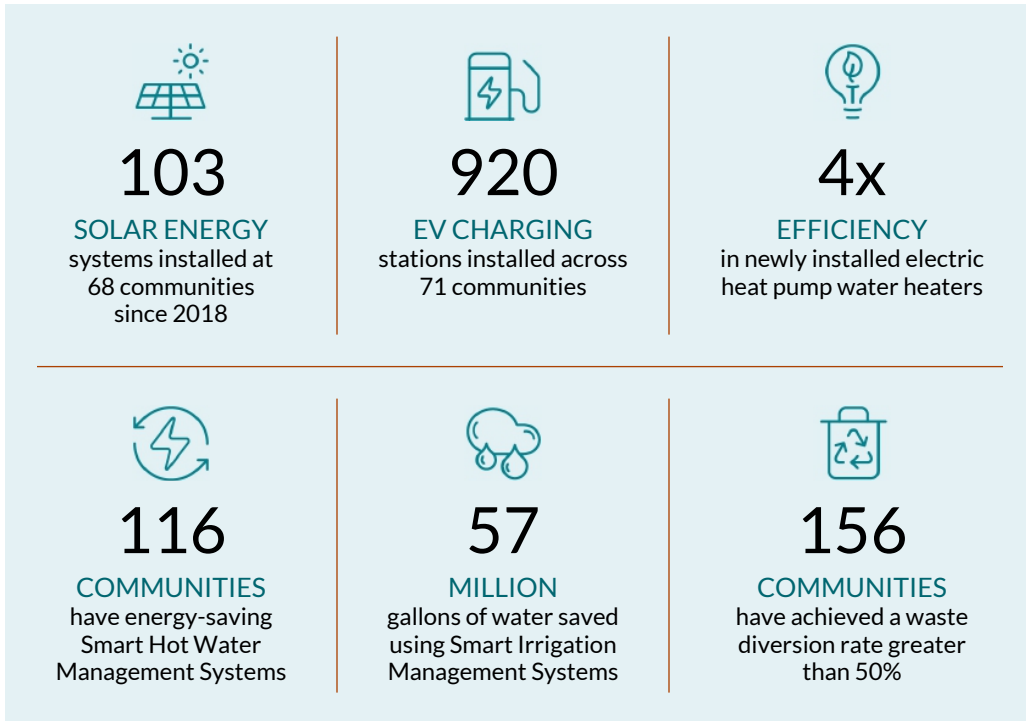 103
SOLAR ENERGY
systems installed at
68 communities
since 2018
920
EV CHARGING
stations installed across
71 communities
4x
EFFICIENCY
in newly installed electric
heat pump water heaters
116
COMMUNITIES
have energy-saving
Smart Hot Water
Management Systems
57
MILLION
gallons of water saved
using Smart Irrigation
Management Systems
156
COMMUNITIES
have achieved a waste
diversion rate greater
than 50%